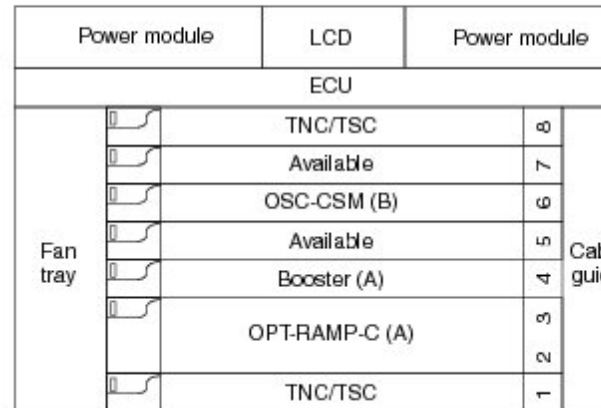 Power module LCD Power module
ECU
TNC/TSC 8
Available 7
OSC-CSM (B) 6
Available 5
Fan tray
Booster (A) 4
OPT-RAMP-C (A) 3
2
TNC/TSC 1